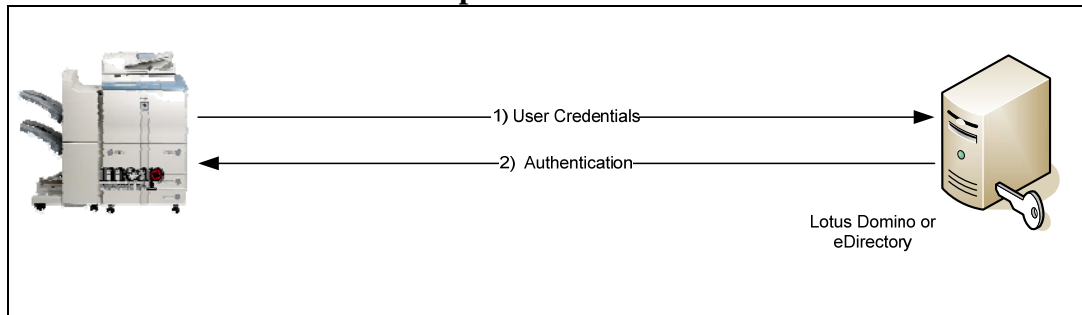 1) User Credentials
2) Authentication
meap
Lotus Domino or
eDirectory